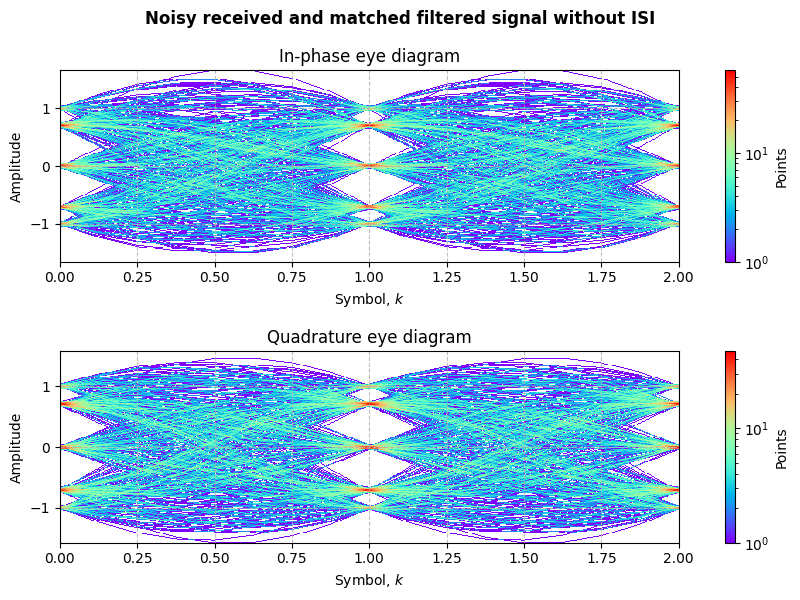 Noisy received and matched filtered signal without ISI
In-phase eye diagram
Amplitude
1
0
−1
0.00 0.25 0.50 0.75 1.00 1.25 1.50 1.75 2.00
Symbol, k
10¹
10⁰
Points
Quadrature eye diagram
Amplitude
1
0
−1
0.00 0.25 0.50 0.75 1.00 1.25 1.50 1.75 2.00
Symbol, k
10¹
10⁰
Points